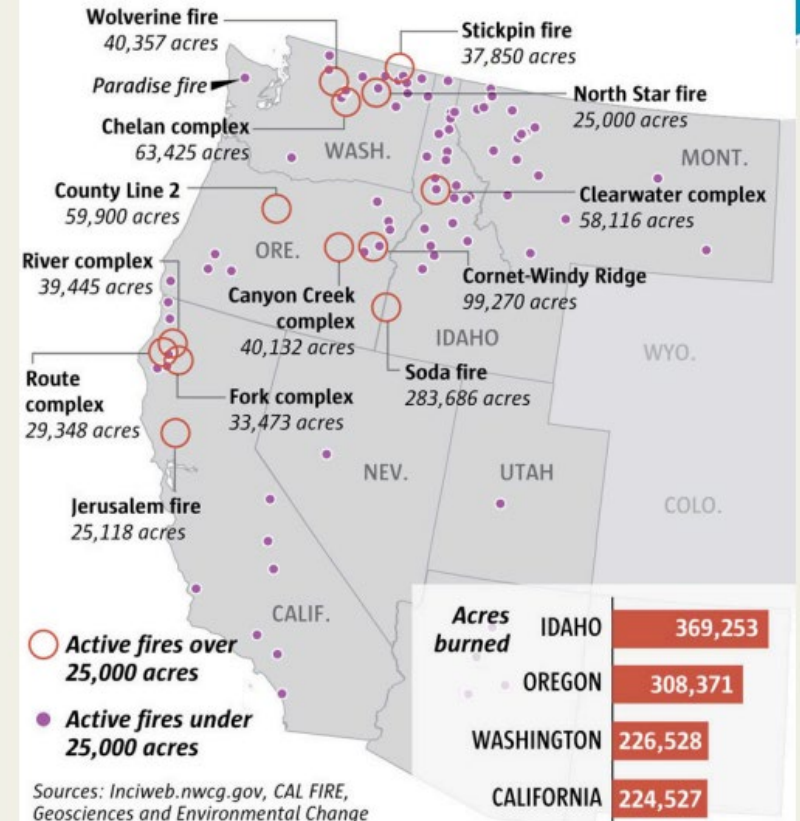 Wolverine fire
40,357 acres
Stickpin fire
37,850 acres
Paradise fire
North Star fire
25,000 acres
Chelan complex
63,425 acres
WASH.
MONT.
County Line 2
59,900 acres
Clearwater complex
58,116 acres
ORE.
River complex
39,445 acres
Cornet-Windy Ridge
99,270 acres
Canyon Creek
complex
40,132 acres
IDAHO
WYO.
Soda fire
283,686 acres
Route
complex
29,348 acres
Fork complex
33,473 acres
NEV.
UTAH
COLO.
Jerusalem fire
25,118 acres
CALIF.
Active fires over
25,000 acres
Active fires under
25,000 acres
Acres
burned
IDAHO 369,253
OREGON 308,371
WASHINGTON 226,528
CALIFORNIA 224,527
Sources: Inciweb.nwcg.gov, CAL FIRE,
Geosciences and Environmental Change